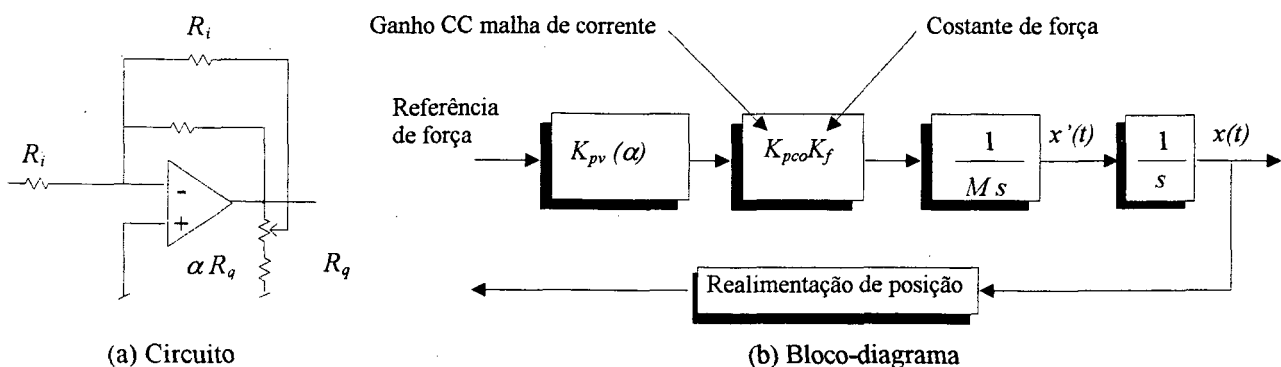 R_i
R_i
-
+
α R_q
R_q
(a) Circuito
Ganho CC malha de corrente
Costante de força
Referência
de força
K_pv (α)
K_pco K_f
1
M s
x'(t)
1
s
x(t)
Realimentação de posição
(b) Bloco-diagrama